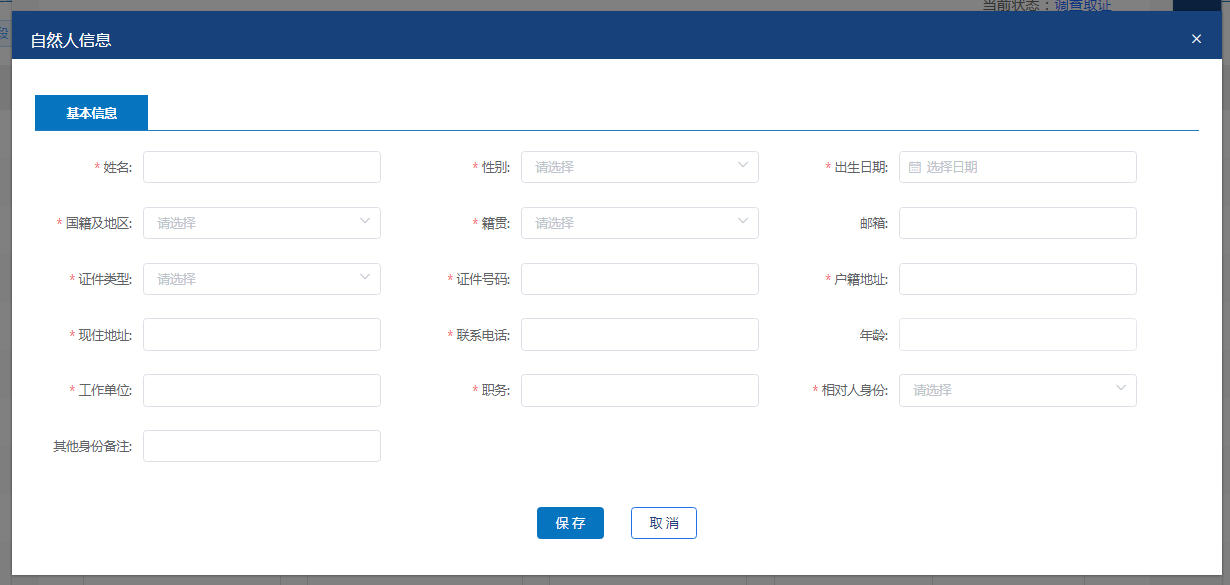 当前状态：调查取证
段
自然人信息
×
基本信息
* 姓名:
* 性别: 请选择
* 出生日期: 选择日期
* 国籍及地区: 请选择
* 籍贯: 请选择
邮箱:
* 证件类型: 请选择
* 证件号码:
* 户籍地址:
* 现住地址:
* 联系电话:
年龄:
* 工作单位:
* 职务:
* 相对人身份: 请选择
其他身份备注:
保存
取消